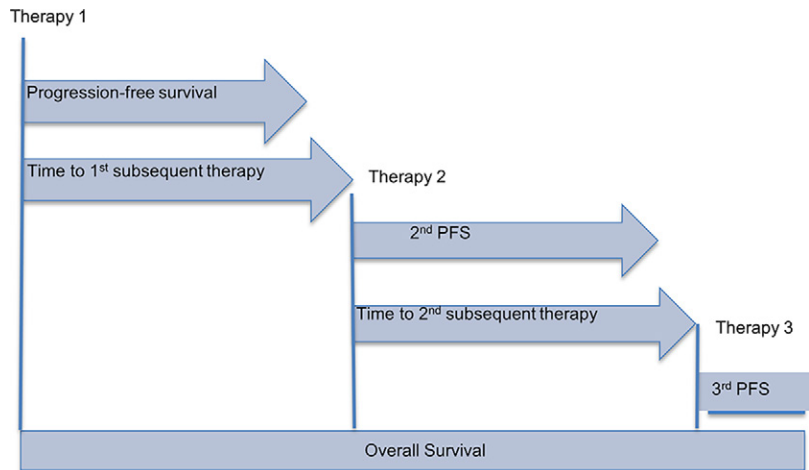 Therapy 1
Progression-free survival
Time to 1st subsequent therapy
Therapy 2
2nd PFS
Time to 2nd subsequent therapy
Therapy 3
3rd PFS
Overall Survival